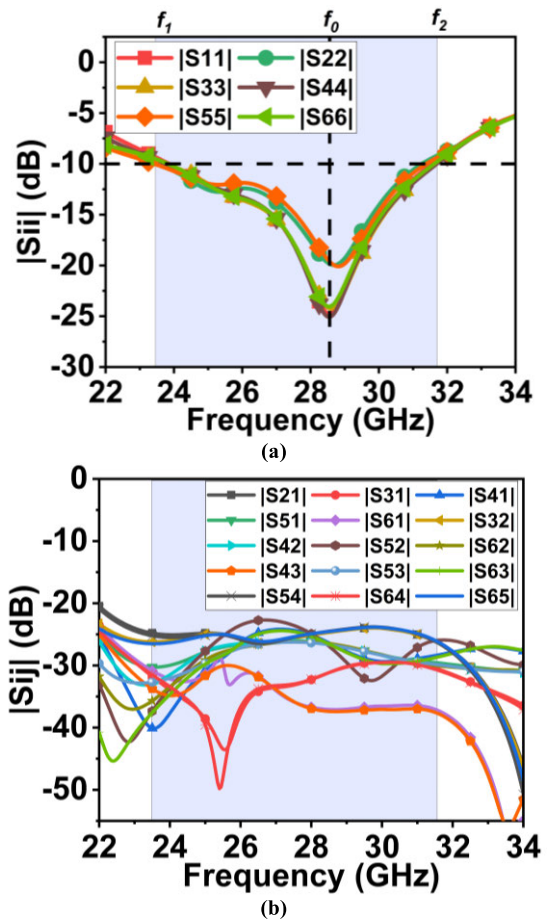 f1 f0 f2
|S11| |S22|
|S33| |S44|
|S55| |S66|
-5
-10
-15
-20
-25
-30
|Sii| (dB)
22 24 26 28 30 32 34
Frequency (GHz)
(a)
0
-10
-20
-30
-40
-50
|Sij| (dB)
|S21| |S31| |S41|
|S51| |S61| |S32|
|S42| |S52| |S62|
|S43| |S53| |S63|
|S54| |S64| |S65|
22 24 26 28 30 32 34
Frequency (GHz)
(b)